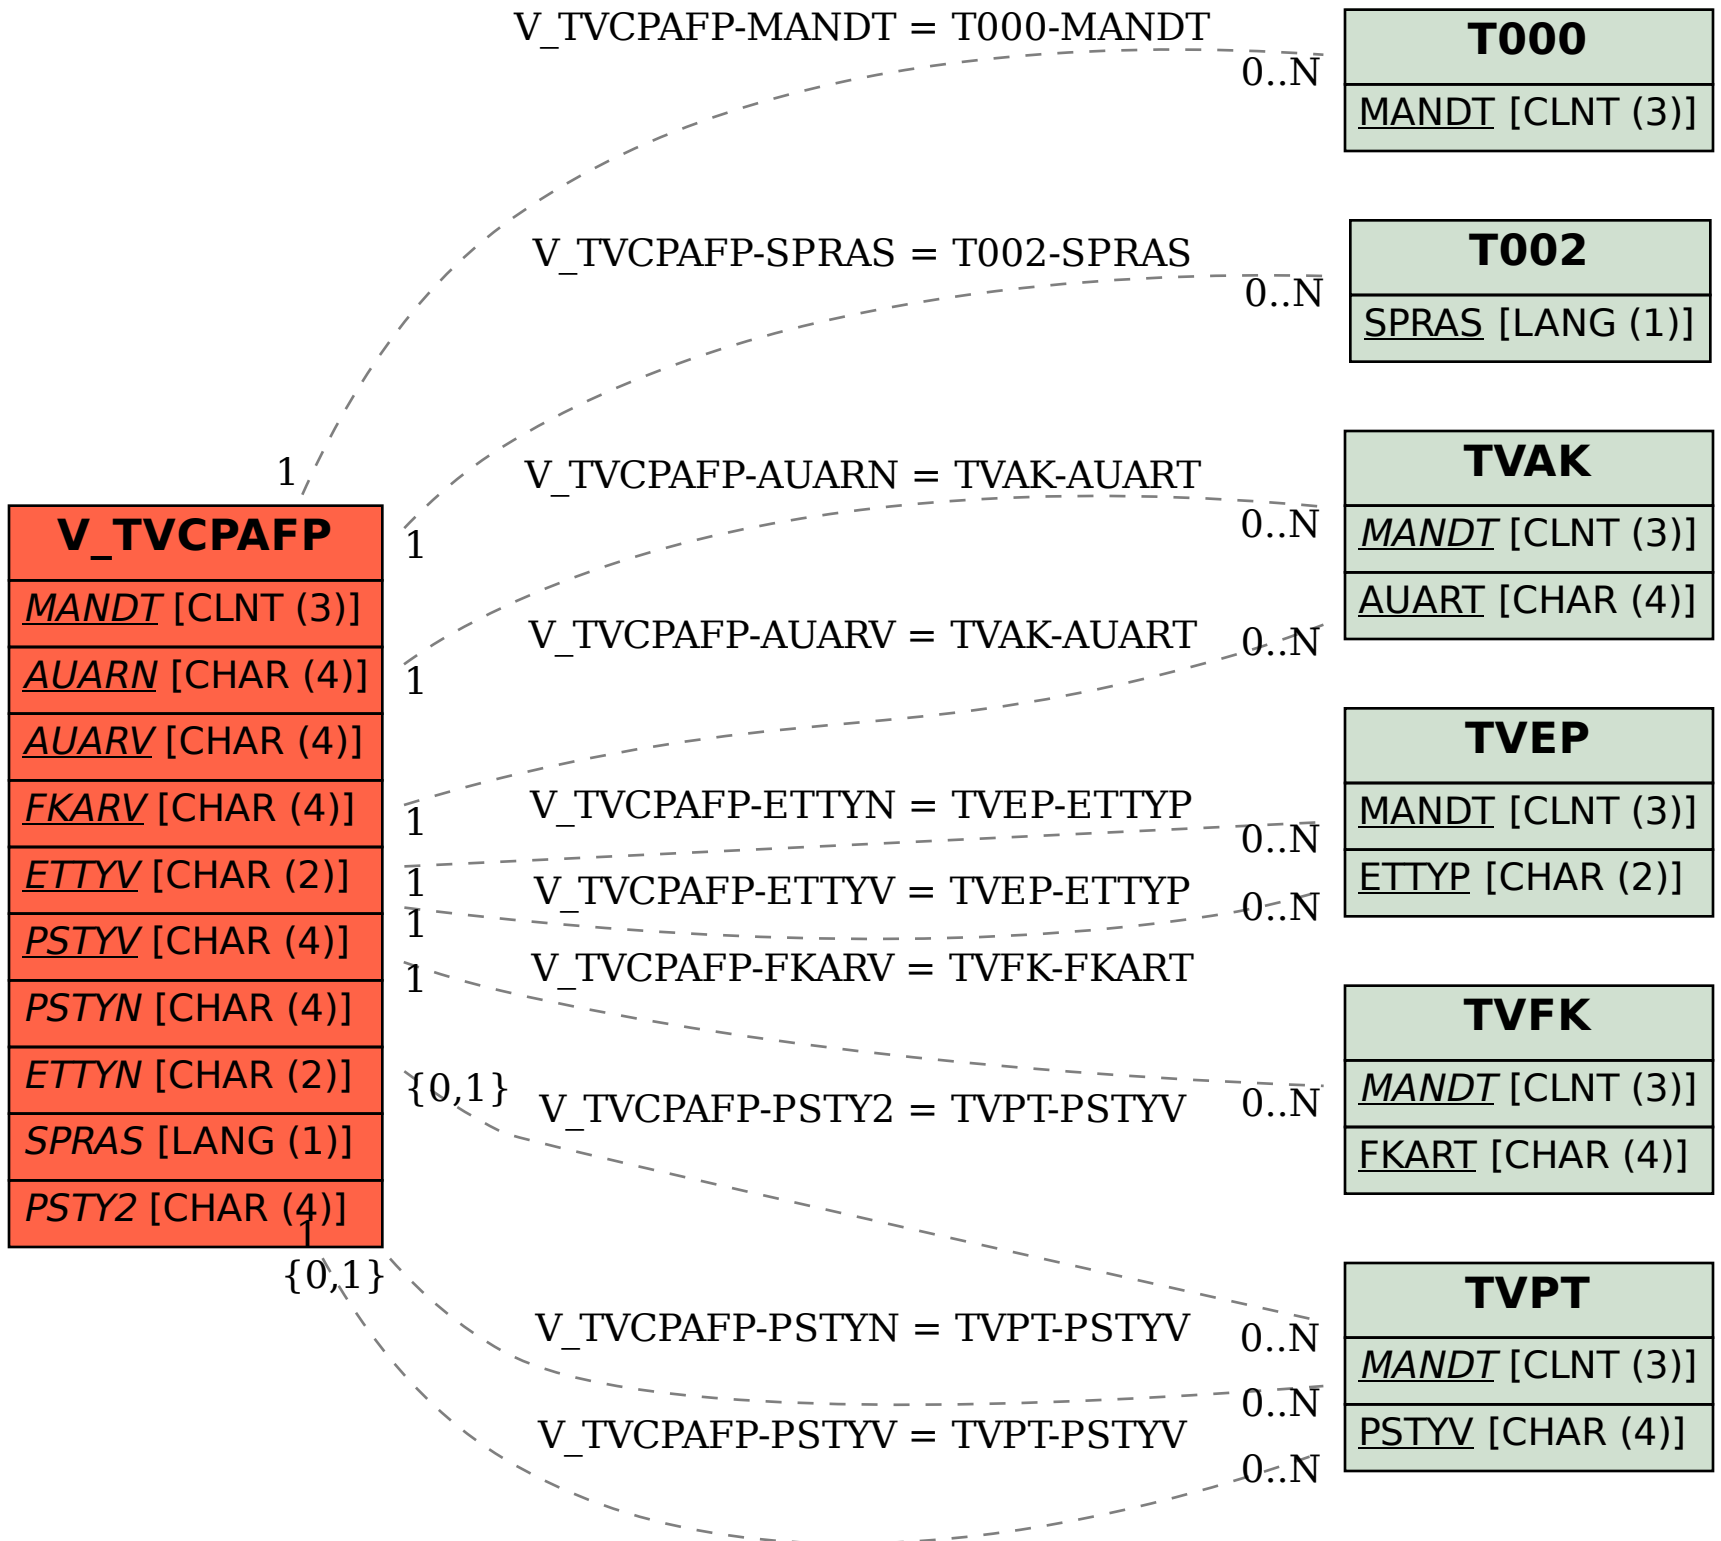 V_TVCPAFP-MANDT = T000-MANDT
0..N
T000
MANDT [CLNT (3)]
V_TVCPAFP-SPRAS = T002-SPRAS
0..N
T002
SPRAS [LANG (1)]
1
V_TVCPAFP-AUARN = TVAK-AUART
0..N
1
TVAK
MANDT [CLNT (3)]
AUART [CHAR (4)]
V_TVCPAFP
MANDT [CLNT (3)]
AUARN [CHAR (4)]
AUARV [CHAR (4)]
FKARV [CHAR (4)]
ETTYV [CHAR (2)]
PSTYV [CHAR (4)]
PSTYN [CHAR (4)]
ETTYN [CHAR (2)]
SPRAS [LANG (1)]
PSTY2 [CHAR (4)]
1
V_TVCPAFP-AUARV = TVAK-AUART
0..N
1
V_TVCPAFP-ETTYN = TVEP-ETTYP
0..N
1
V_TVCPAFP-ETTYV = TVEP-ETTYP
0..N
1
TVEP
MANDT [CLNT (3)]
ETTYP [CHAR (2)]
V_TVCPAFP-FKARV = TVFK-FKART
1
0..N
TVFK
MANDT [CLNT (3)]
FKART [CHAR (4)]
{0,1}
V_TVCPAFP-PSTY2 = TVPT-PSTYV
0..N
1
{0,1}
V_TVCPAFP-PSTYN = TVPT-PSTYV
0..N
V_TVCPAFP-PSTYV = TVPT-PSTYV
0..N
TVPT
MANDT [CLNT (3)]
PSTYV [CHAR (4)]